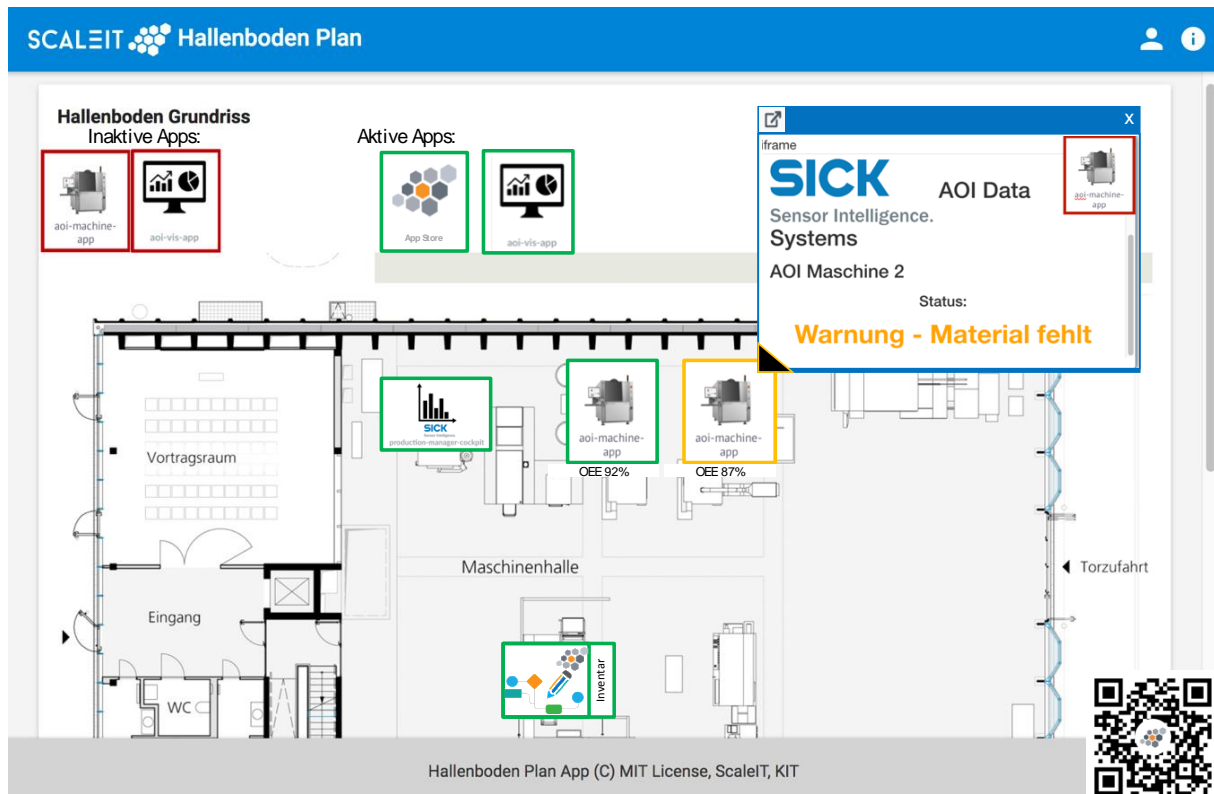 SCALEIT Hallenboden Plan
Hallenboden Grundriss
Inaktive Apps:
Aktive Apps:
aoi-machine-
app
aoi-vis-app
App Store
aoi-vis-app
X
iframe
SICK
Sensor Intelligence.
AOI Data
aoi-machine-
app
Systems
AOI Maschine 2
Status:
Warnung - Material fehlt
SICK
Sensor Intelligence
production-manager-cockpit
aoi-machine-
app
OEE 92%
aoi-machine-
app
OEE 87%
Vortragsraum
Maschinenhalle
Torzufahrt
Eingang
Inventar
WC
Hallenboden Plan App (C) MIT License, ScaleIT, KIT